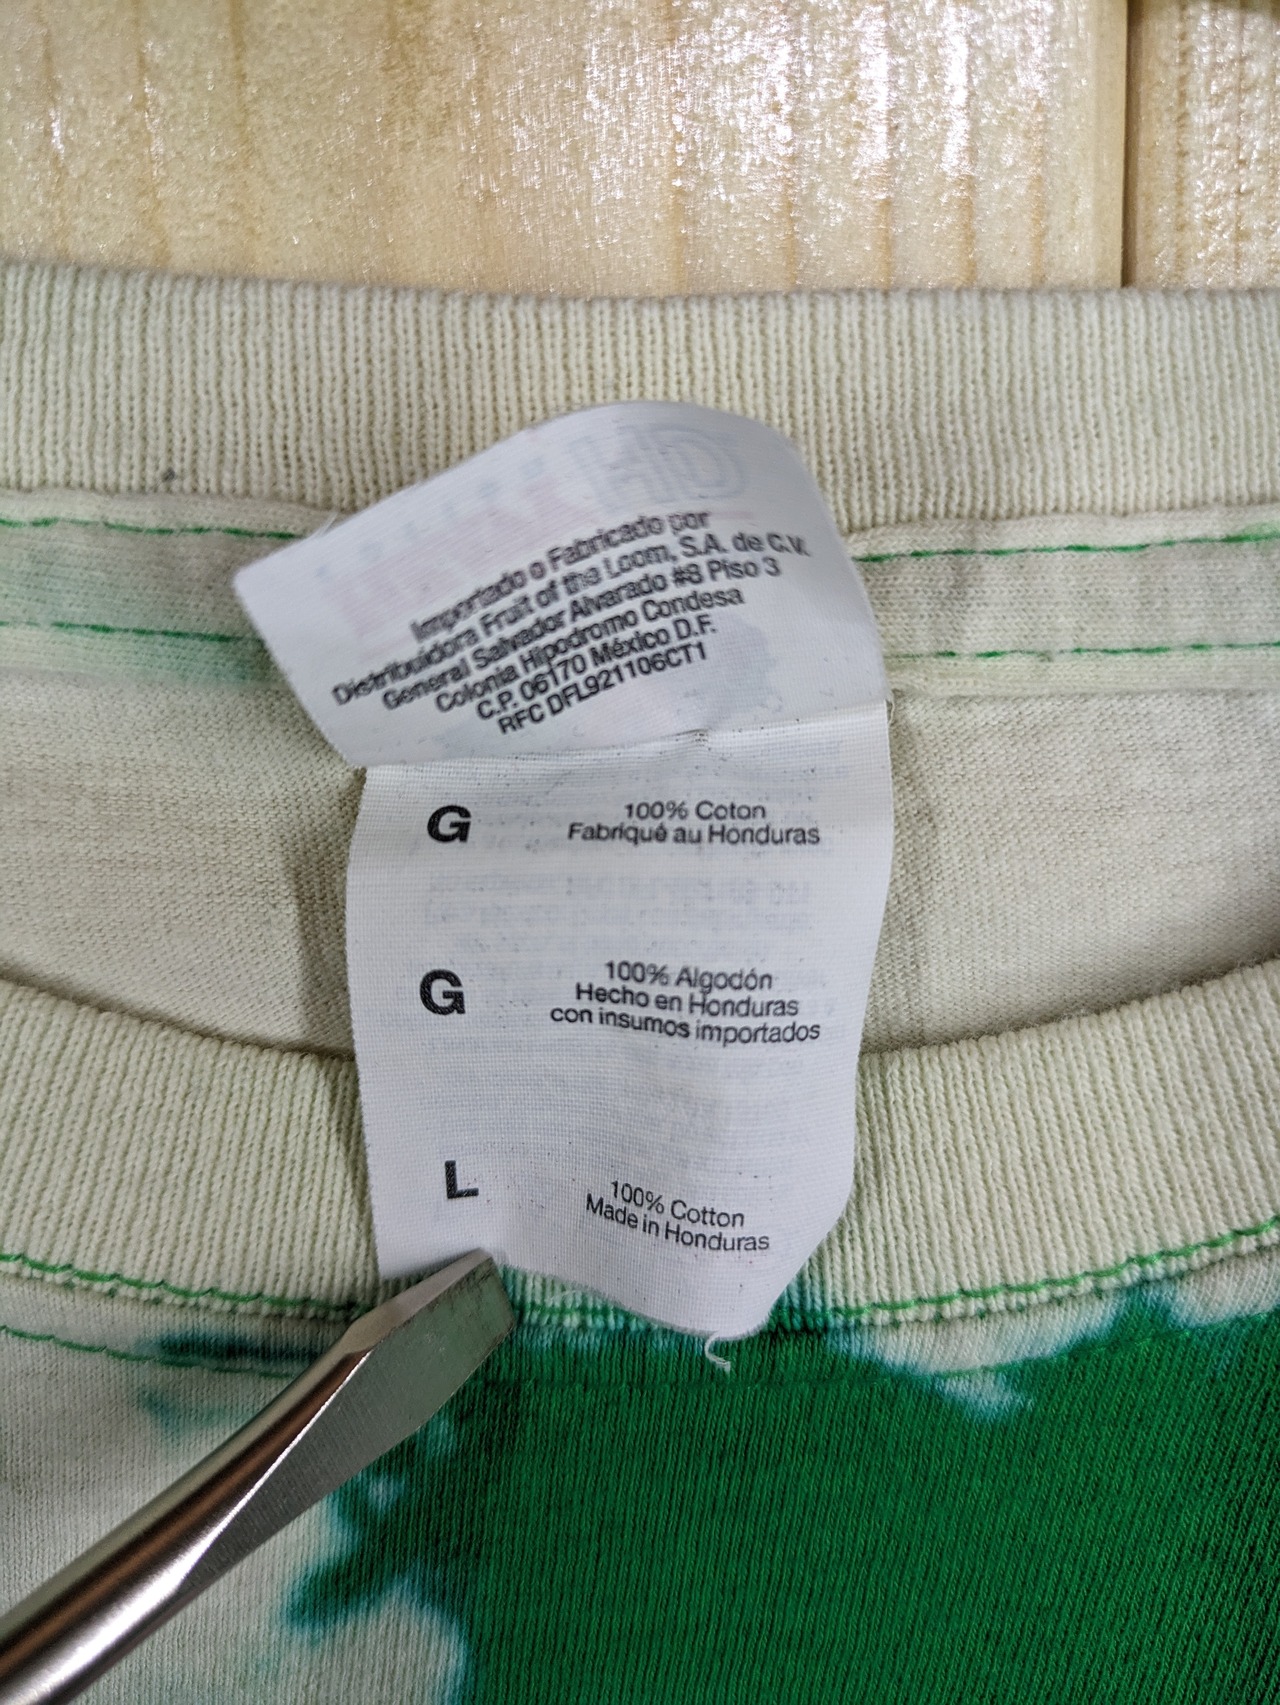 HD
Importado o Fabricado por
Distribuidora Fruit of the Loom, S.A. de C.V.
General Salvador Alvarado #8 Piso 3
Colonia Hipodromo Condesa
C.P. 06170 México D.F.
RFC DFL921106CT1
G 100% Coton
Fabriqué au Honduras
G 100% Algodón
Hecho en Honduras
con insumos importados
L 100% Cotton
Made in Honduras